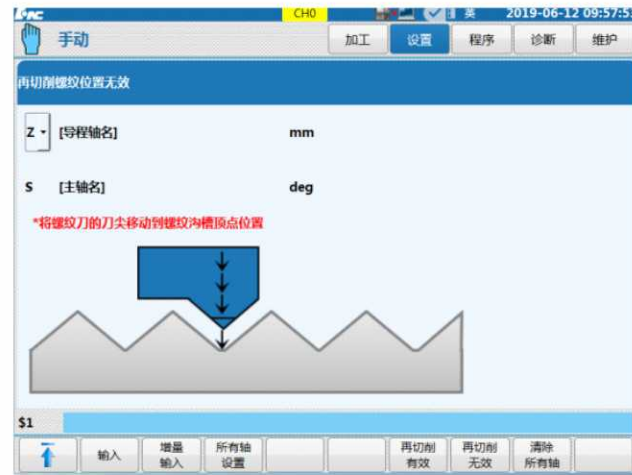 CH0
英 2019-06-12 09:57:5
手动
加工 设置 程序 诊断 维护
再切削螺纹位置无效
Z [导程轴名] mm
S [主轴名] deg
*将螺纹刀的刀尖移动到螺纹沟槽顶点位置
$1
输入 增量输入 所有轴设置 再切削有效 再切削无效 清除所有轴